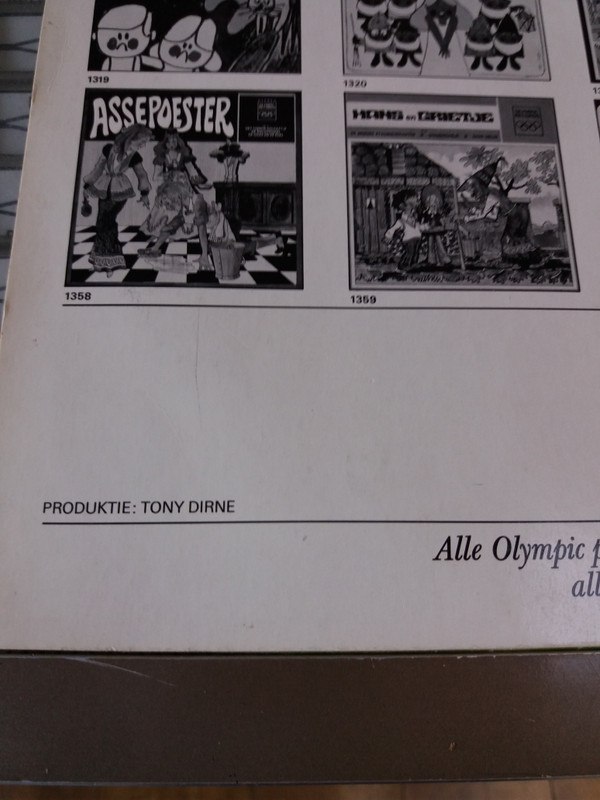 1319
1320
ASSEPOESTER
HANS en GRIETJE
1358
1359
PRODUKTIE: TONY DIRNE
Alle Olympic
all